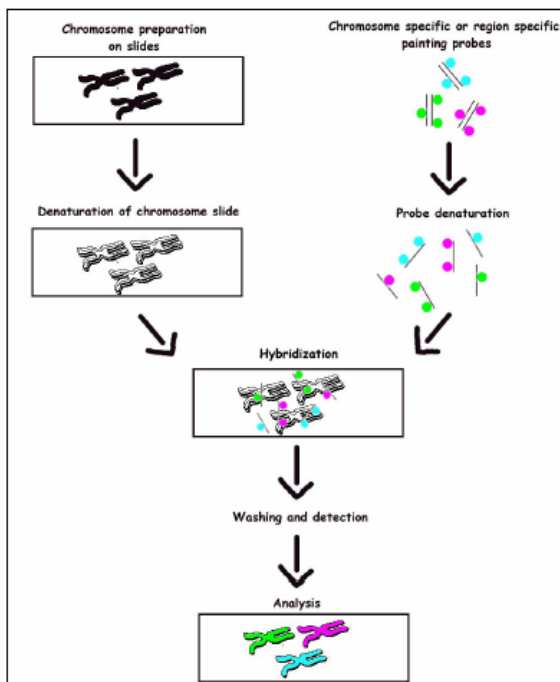 Chromosome preparation
on slides
Chromosome specific or region specific
painting probes
Denaturation of chromosome slide
Probe denaturation
Hybridization
Washing and detection
Analysis